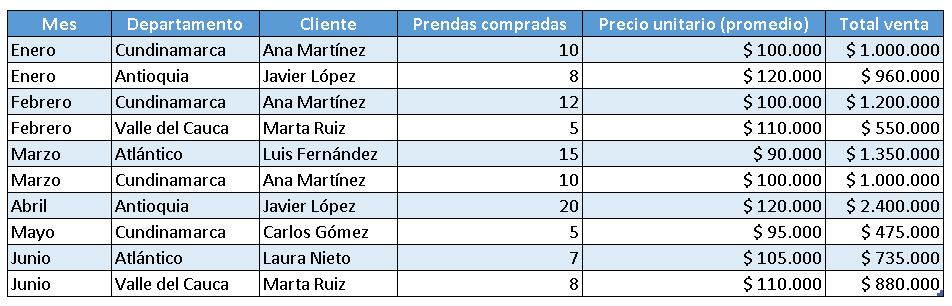 Mes Departamento Cliente Prendas compradas Precio unitario (promedio) Total venta
Enero Cundinamarca Ana Martínez 10 $ 100.000 $ 1.000.000
Enero Antioquia Javier López 8 $ 120.000 $ 960.000
Febrero Cundinamarca Ana Martínez 12 $ 100.000 $ 1.200.000
Febrero Valle del Cauca Marta Ruiz 5 $ 110.000 $ 550.000
Marzo Atlántico Luis Fernández 15 $ 90.000 $ 1.350.000
Marzo Cundinamarca Ana Martínez 10 $ 100.000 $ 1.000.000
Abril Antioquia Javier López 20 $ 120.000 $ 2.400.000
Mayo Cundinamarca Carlos Gómez 5 $ 95.000 $ 475.000
Junio Atlántico Laura Nieto 7 $ 105.000 $ 735.000
Junio Valle del Cauca Marta Ruiz 8 $ 110.000 $ 880.000